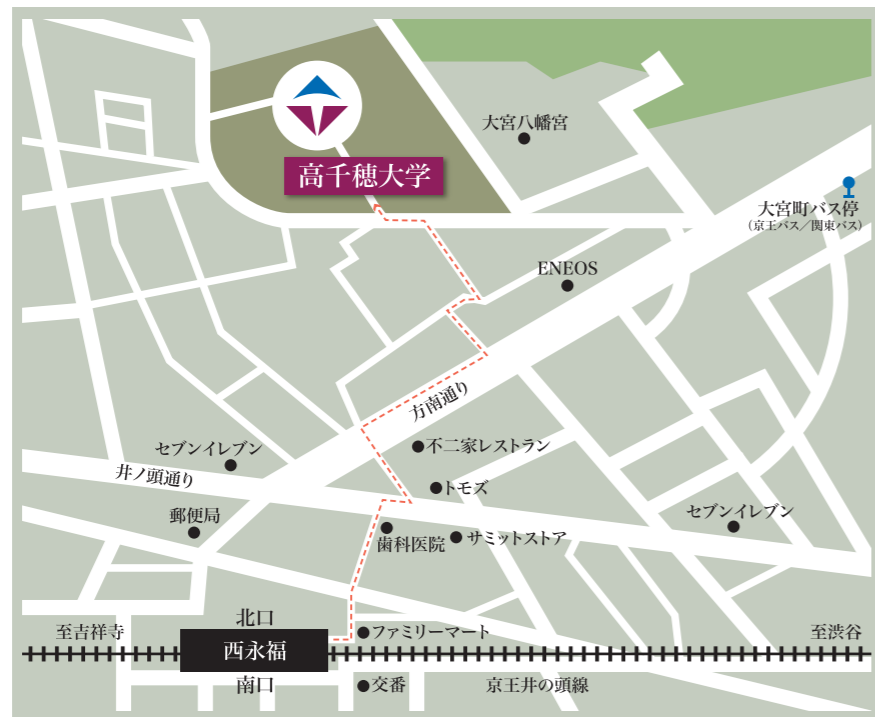 大宮八幡宮
高千穂大学
大宮町バス停
（京王バス／関東バス）
ENEOS
方南通り
不二家レストラン
セブンイレブン
井ノ頭通り
トモズ
郵便局
セブンイレブン
歯科医院
サミットストア
北口
至吉祥寺
ファミリーマート
至渋谷
西永福
南口
交番
京王井の頭線